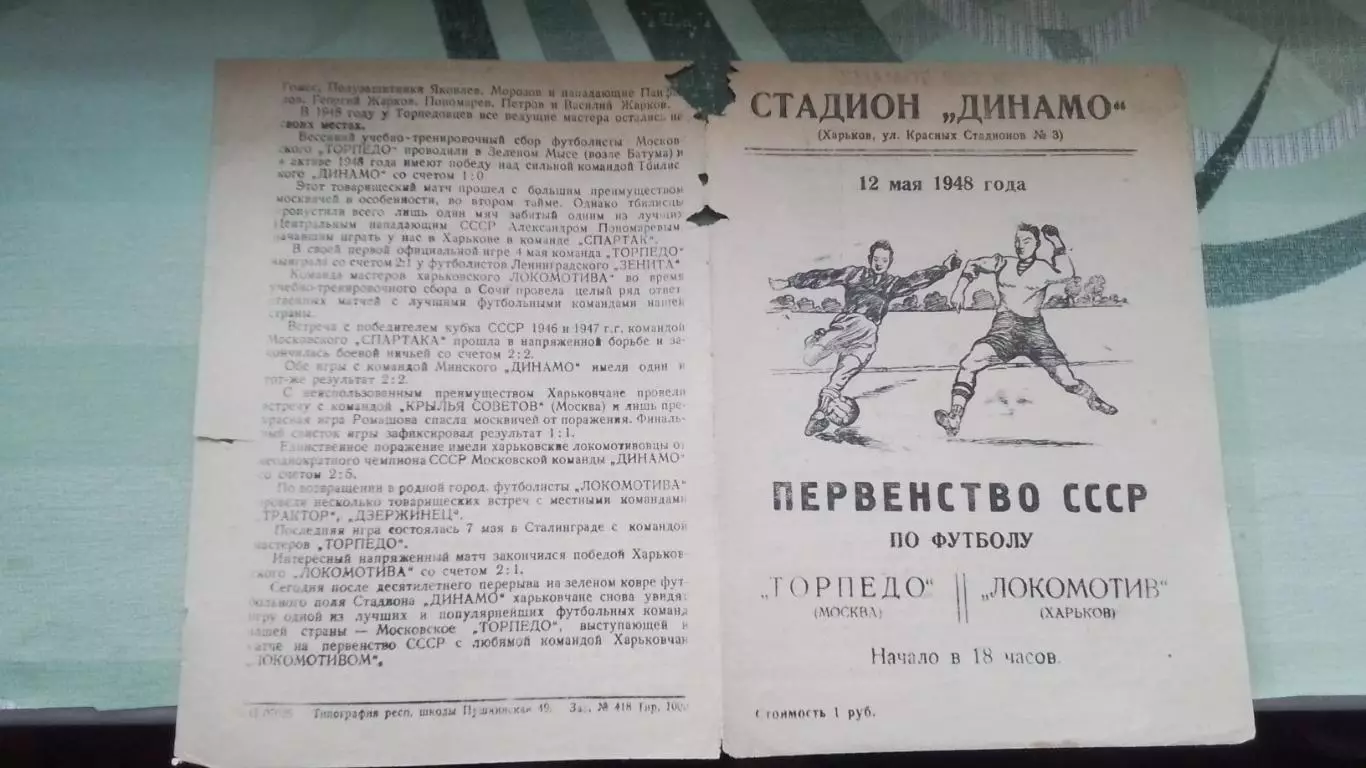 Гомес, Полузащитники Яковлев, Морозов и нападающие
Георгий Жарков, Пономарев, Петров и Василий Жарков.
В 1948 году у Торпедовцев все ведущие мастера остались не
своих местах.
Весенний учебно-тренировочный сбор футболисты Москов
ского „ТОРПЕДО" проводили в Зеленом Мысе (возле Батума) и
в активе 1948 года имеют победу над сильной командой Тбилис
кого „ДИНАМО" со счетом 1:0
Этот товарищеский матч прошел с большим преимуществом
москвичей и особенности, во втором тайме. Однако тбилисцы
пропустили всего лишь один мяч забитый одним из лучших
Центральным нападающим СССР Александром Пономаревым,
начавшим играть у нас в Харькове в команде „СПАРТАК".
В своей первой официальной игре 4 мая команда „ТОРПЕДО"
выиграла со счетом 2:1 у футболистов Ленинградского „ЗЕНИТА"
Команда мастеров харьковского ЛОКОМОТИВА" во время
учебно-тренировочного сбора в Сочи провела целый ряд ответ
ственных матчей с лучшими футбольными командами нашей
страны.
Встреча с победителем кубка СССР 1946 и 1947 г.г. командой
Московского „СПАРТАКА" прошла в напряженной борьбе и за-
кончилась боевой ничьей со счетом 2:2.
Обе игры с командой Минского „ДИНАМО" имели один и
тот-же результат 2:2.
С неиспользованным преимуществом Харьковчане провели
встречу с командой „КРЫЛЬЯ СОВЕТОВ" (Москва) и лишь пре-
красная игра Ромашова спасла москвичей от поражения. Финаль-
ный свисток игры зафиксировал результат 1:1.
Единственное поражение имели харьковские локомотивовцы от
неоднократного чемпиона СССР Московской команды „ДИНАМО"
со счетом 2:5.
По возвращении в родной город, футболисты „ЛОКОМОТИВА"
провели несколько товарищеских встреч с местными командами
„ТРАКТОР", „ДЗЕРЖИНЕЦ".
Последняя игра состоялась 7 мая в Сталинграде с командой
мастеров „ТОРПЕДО".
Интересный напряженный матч закончился победой Харьков-
ского „ЛОКОМОТИВА" со счетом 2:1.
Сегодня после десятилетнего перерыва на зеленом ковре фут-
больного поля Стадиона „ДИНАМО" харьковчане снова увидят
игру одной из лучших и популярнейших футбольных команд
нашей страны — Московское „ТОРПЕДО", выступающей в
матче на первенство СССР с любимой командой Харьковчан
„ЛОКОМОТИВОМ".
Типография респ. школы Пушкинская 49. Зак. № 418 Тир.
СТАДИОН „ДИНАМО"
(Харьков, ул. Красных Стадионов № 3)
12 мая 1948 года
ПЕРВЕНСТВО СССР
ПО ФУТБОЛУ
„ТОРПЕДО" || „ЛОКОМОТИВ"
(МОСКВА) (ХАРЬКОВ)
Начало в 18 часов.
Стоимость 1 руб.